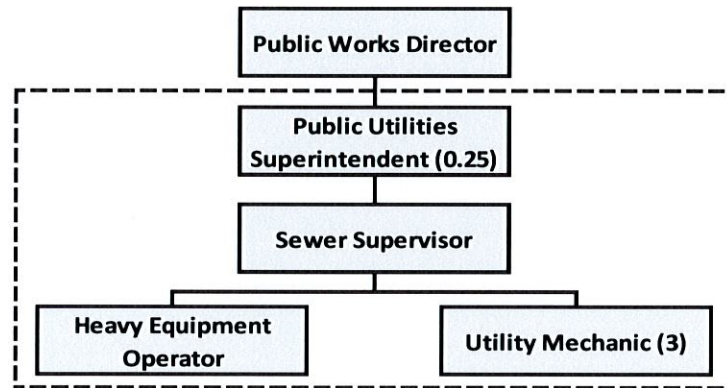 Public Works Director
Public Utilities
Superintendent (0.25)
Sewer Supervisor
Heavy Equipment
Operator
Utility Mechanic (3)